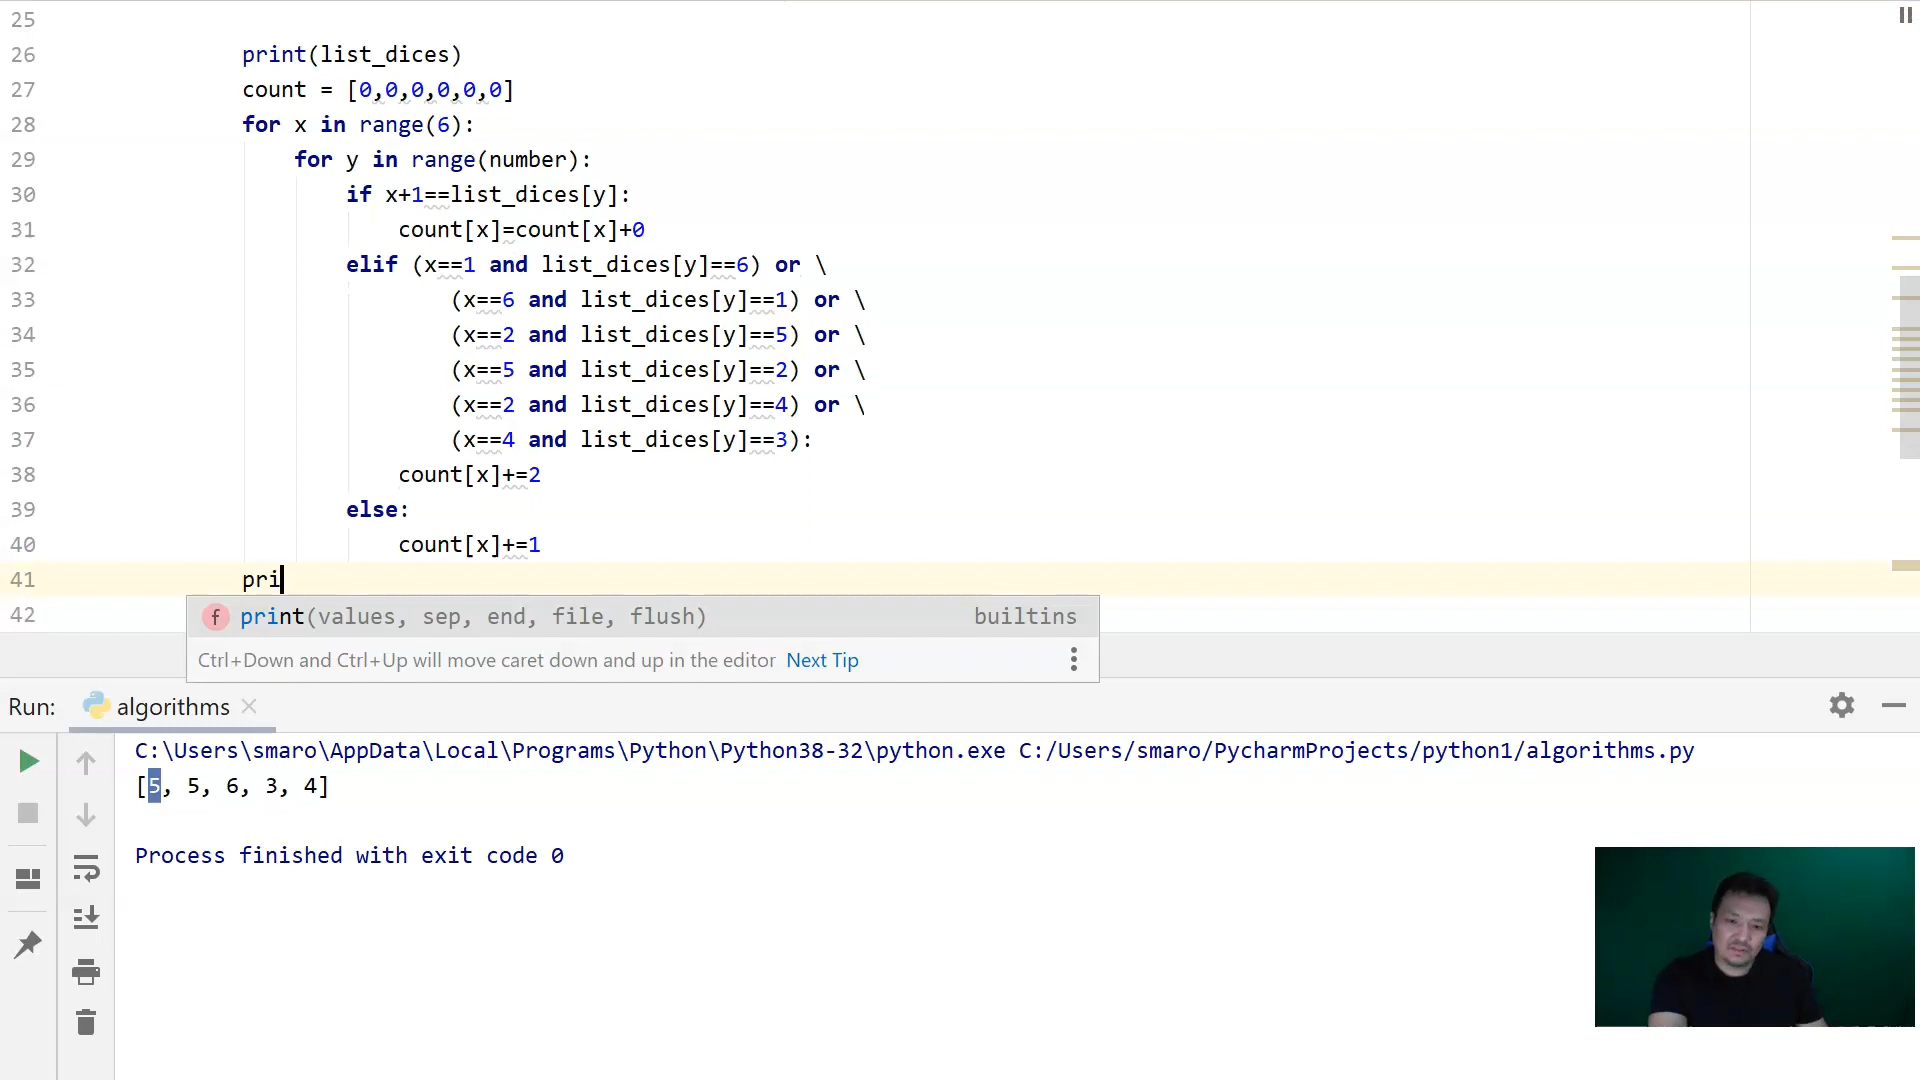 25
26 print(list_dices)
27 count = [0,0,0,0,0,0]
28 for x in range(6):
29 for y in range(number):
30 if x+1==list_dices[y]:
31 count[x]=count[x]+0
32 elif (x==1 and list_dices[y]==6) or \
33 (x==6 and list_dices[y]==1) or \
34 (x==2 and list_dices[y]==5) or \
35 (x==5 and list_dices[y]==2) or \
36 (x==2 and list_dices[y]==4) or \
37 (x==4 and list_dices[y]==3):
38 count[x]+=2
39 else:
40 count[x]+=1
41 pri
42
f print(values, sep, end, file, flush) builtins
Ctrl+Down and Ctrl+Up will move caret down and up in the editor Next Tip
Run: algorithms
C:\Users\smaro\AppData\Local\Programs\Python\Python38-32\python.exe C:/Users/smaro/PycharmProjects/python1/algorithms.py
[5, 5, 6, 3, 4]
Process finished with exit code 0